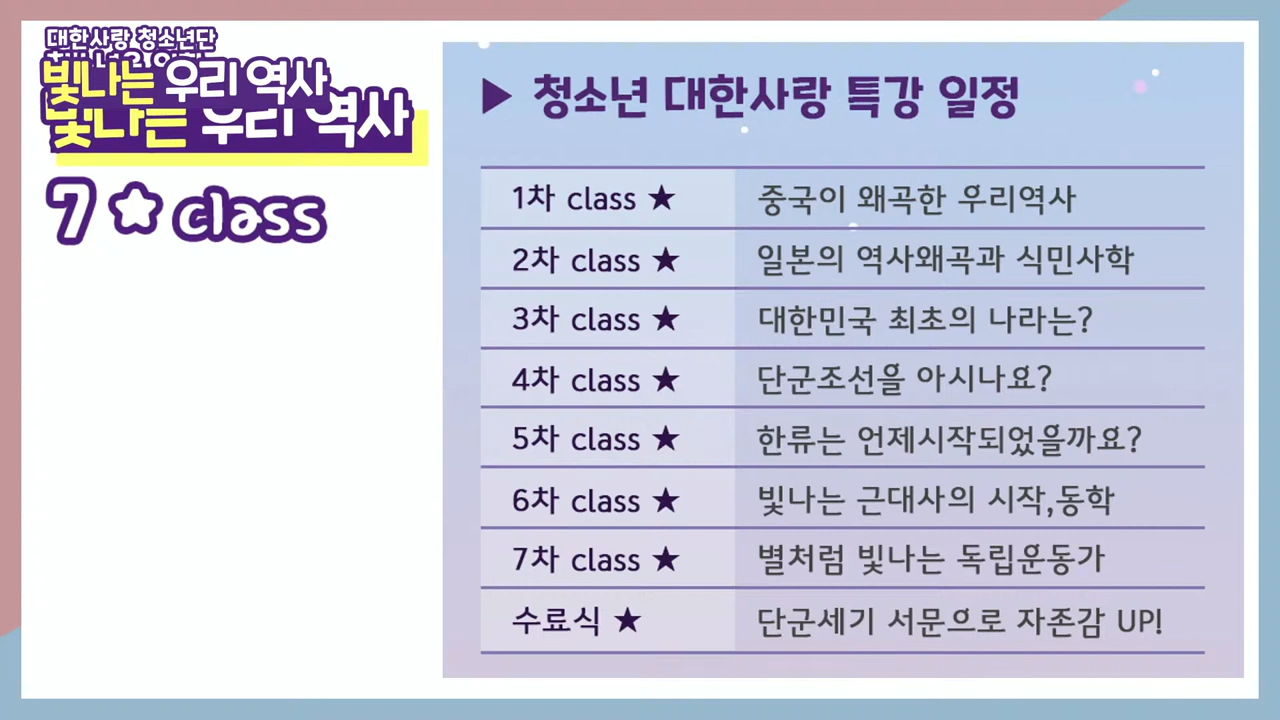 대한사랑 청소년단
빛나는 우리 역사
빛나는 우리 역사
7 ★ class
▶ 청소년 대한사랑 특강 일정
1차 class ★ 중국이 왜곡한 우리역사
2차 class ★ 일본의 역사왜곡과 식민사학
3차 class ★ 대한민국 최초의 나라는?
4차 class ★ 단군조선을 아시나요?
5차 class ★ 한류는 언제시작되었을까요?
6차 class ★ 빛나는 근대사의 시작,동학
7차 class ★ 별처럼 빛나는 독립운동가
수료식 ★ 단군세기 서문으로 자존감 UP!